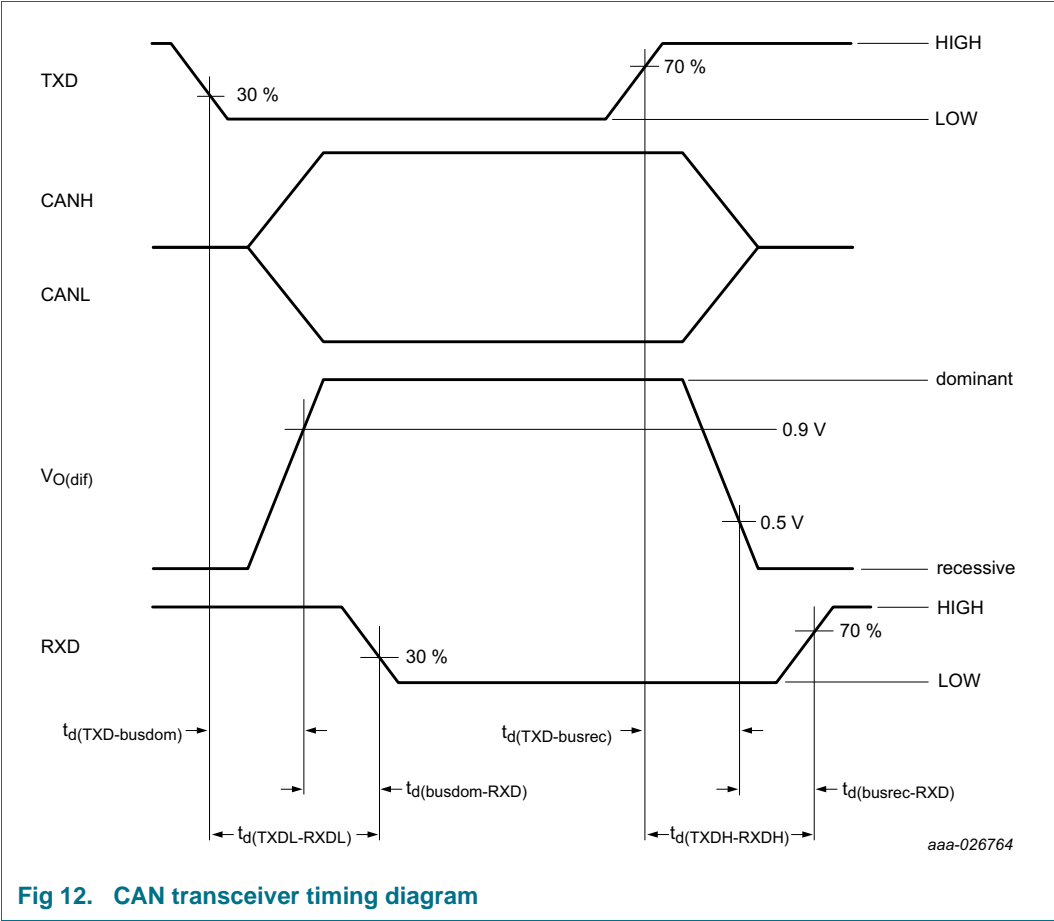 HIGH
TXD
30 %
70 %
LOW
CANH
CANL
dominant
0.9 V
VO(dif)
0.5 V
recessive
HIGH
RXD
30 %
70 %
LOW
td(TXD-busdom)
td(TXD-busrec)
td(busdom-RXD)
td(busrec-RXD)
td(TXDL-RXDL)
td(TXDH-RXDH)
aaa-026764
Fig 12. CAN transceiver timing diagram